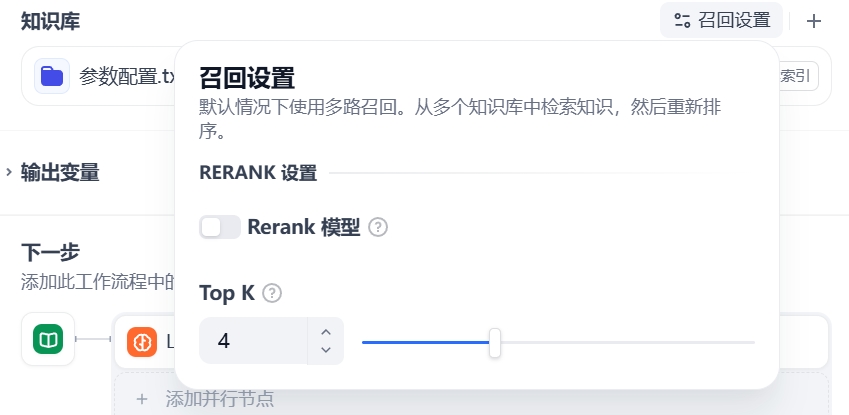 知识库
召回设置
参数配置.tx
索引
召回设置
默认情况下使用多路召回。从多个知识库中检索知识，然后重新排
序。
RERANK 设置
输出变量
Rerank 模型
下一步
添加此工作流程中的
Top K
4
L
添加并行节点